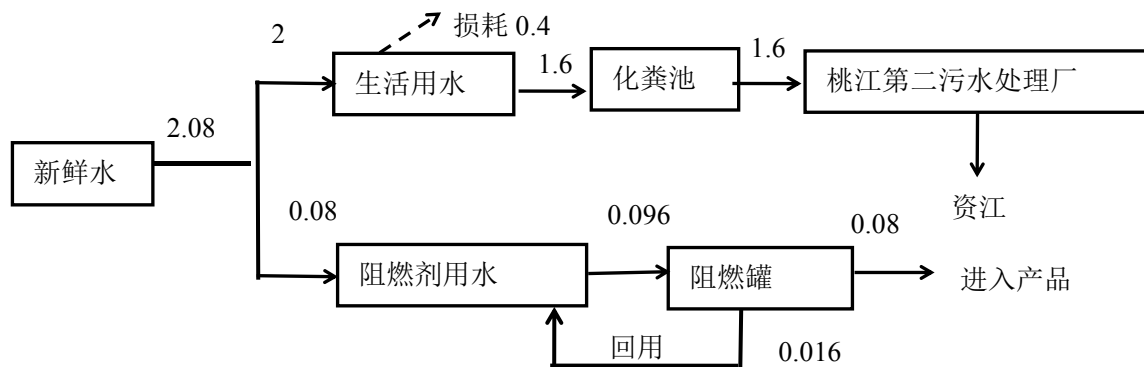 损耗 0.4
2
生活用水
1.6
化粪池
1.6
桃江第二污水处理厂
2.08
新鲜水
资江
0.08
0.096
0.08
阻燃剂用水
阻燃罐
进入产品
回用
0.016